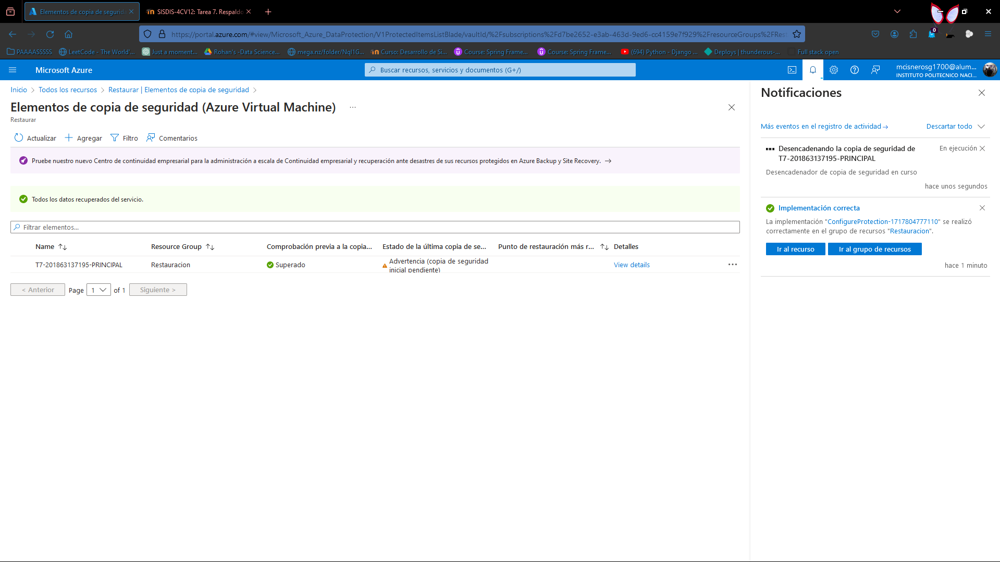 Elementos de copia de segurida
SISDIS-4CV12: Tarea 7. Respaldo
https://portal.azure.com/#view/Microsoft_Azure_DataProtection/V1ProtectedItemsListBlade/vaultId/%2Fsubscriptions%2Fd7be2652-e3ab-463d-9ed6-cc4159e7f929%2FresourceGroups%2FRes
0
PAAAASSSSS
LeetCode - The World'...
Just a moment...
Rohan's -Data Science...
mega.nz/folder/Nql1G...
Curso: Desarrollo de Si...
Course: Spring Frame...
Course: Spring Frame...
(694) Python - Django ...
Deploys | thunderous-...
Full stack open
Microsoft Azure
Buscar recursos, servicios y documentos (G+/)
mcisnerosg1700@alum...
INSTITUTO POLITECNICO NACI...
Inicio > Todos los recursos > Restaurar | Elementos de copia de seguridad >
Elementos de copia de seguridad (Azure Virtual Machine) ...
Restaurar
Actualizar
Agregar
Filtro
Comentarios
Pruebe nuestro nuevo Centro de continuidad empresarial para la administración a escala de Continuidad empresarial y recuperación ante desastres de sus recursos protegidos en Azure Backup y Site Recovery. →
Todos los datos recuperados del servicio.
Filtrar elementos...
Name ↑↓ Resource Group ↑↓ Comprobación previa a la copia... Estado de la última copia de se... Punto de restauración más r... ↑↓ Detalles
T7-201863137195-PRINCIPAL Restauracion Superado Advertencia (copia de seguridad
inicial pendiente)
View details ...
< Anterior Page 1 of 1 Siguiente >
Notificaciones
Más eventos en el registro de actividad →
Descartar todo
Desencadenando la copia de seguridad de
T7-201863137195-PRINCIPAL
En ejecución
Desencadenador de copia de seguridad en curso
hace unos segundos
Implementación correcta
La implementación "ConfigureProtection-1717804777110" se realizó
correctamente en el grupo de recursos "Restauracion".
Ir al recurso
Ir al grupo de recursos
hace 1 minuto